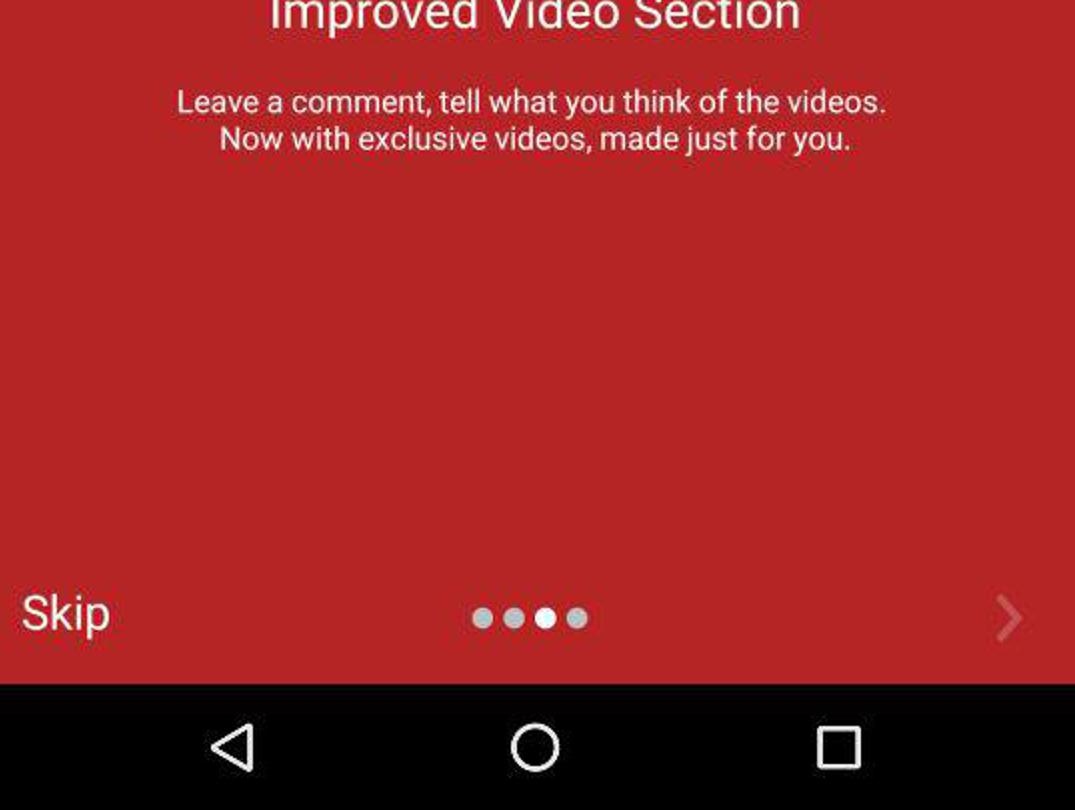 Improved Video Section
Leave a comment, tell what you think of the videos.
Now with exclusive videos, made just for you.
Skip